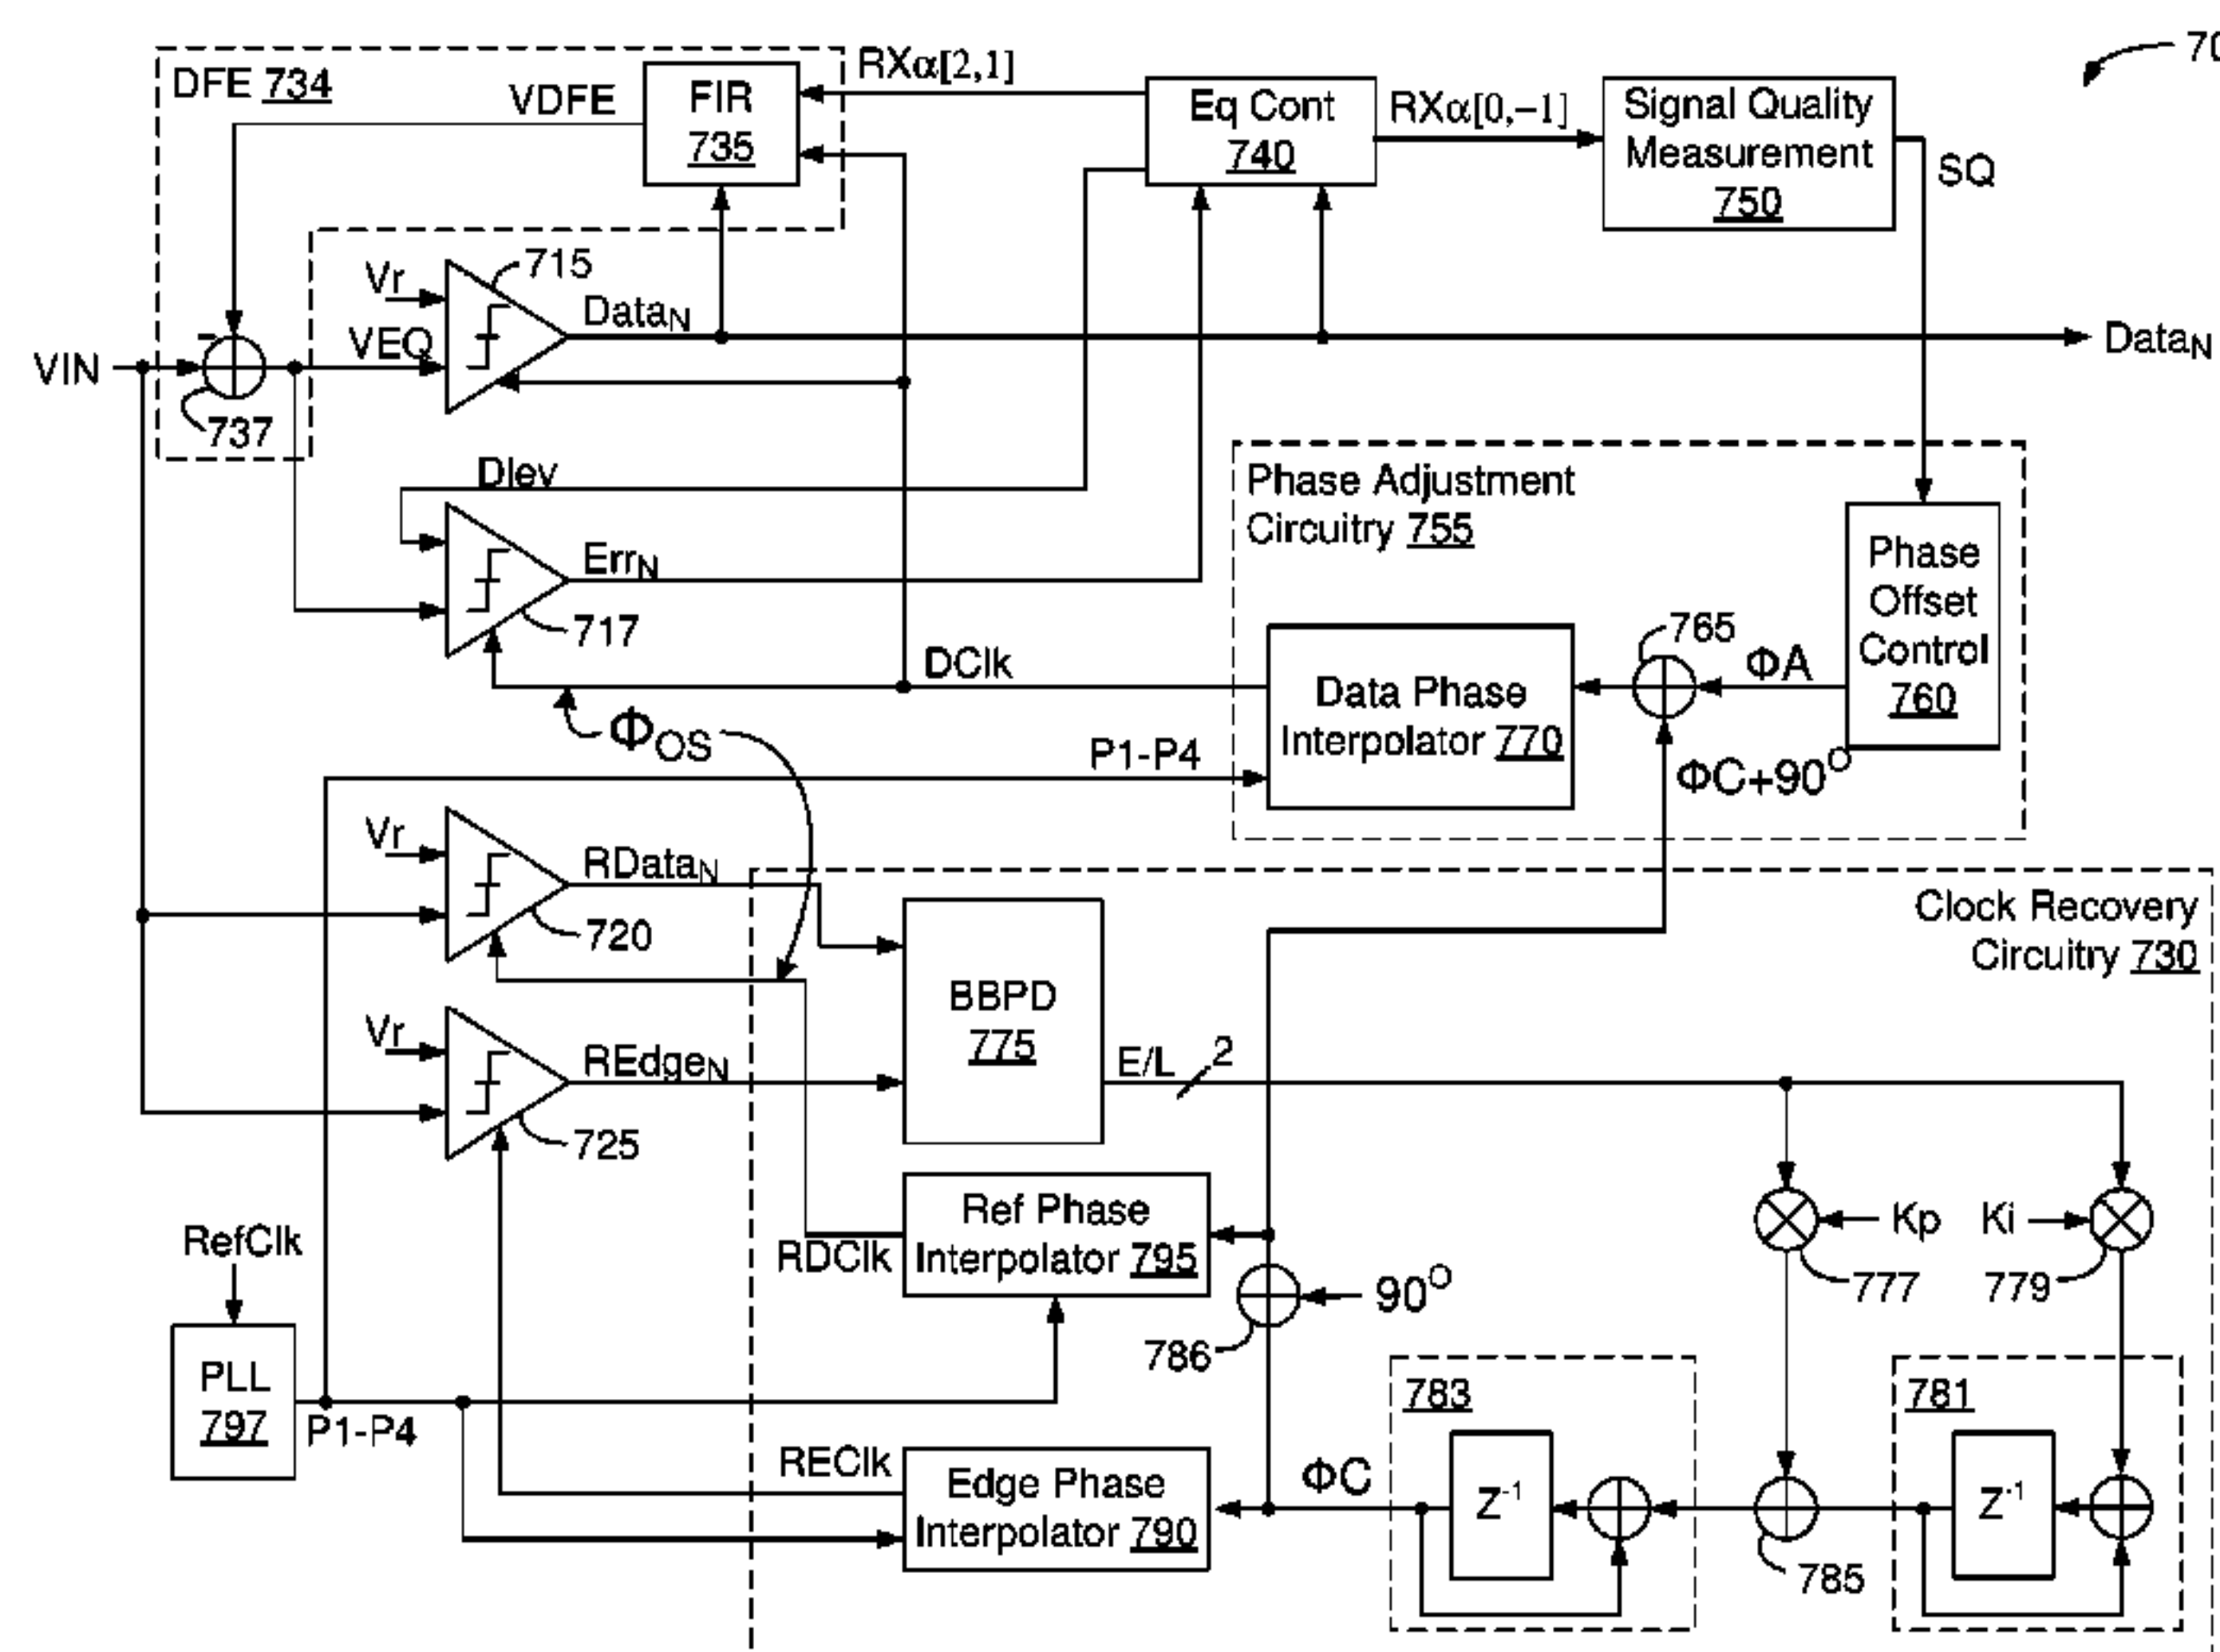 70
DFE 734
VDFE
FIR
735
RXα[2,1]
Eq Cont
740
RXα[0,−1]
Signal Quality
Measurement
750
SQ
Vr
715
DataN
VEQ
VIN
-
737
DataN
Dlev
ErrN
717
Phase Adjustment
Circuitry 755
Phase
Offset
Control
760
765
ΦA
DClk
Data Phase
Interpolator 770
ΦOS
P1-P4
ΦC+90°
Vr
RDataN
720
Clock Recovery
Circuitry 730
BBPD
775
Vr
REdgeN
725
E/L
2
RefClk
RDClk
Ref Phase
Interpolator 795
Kp
Ki
777
779
90°
786
PLL
797
P1-P4
783
781
REClk
Edge Phase
Interpolator 790
ΦC
Z-1
Z-1
785